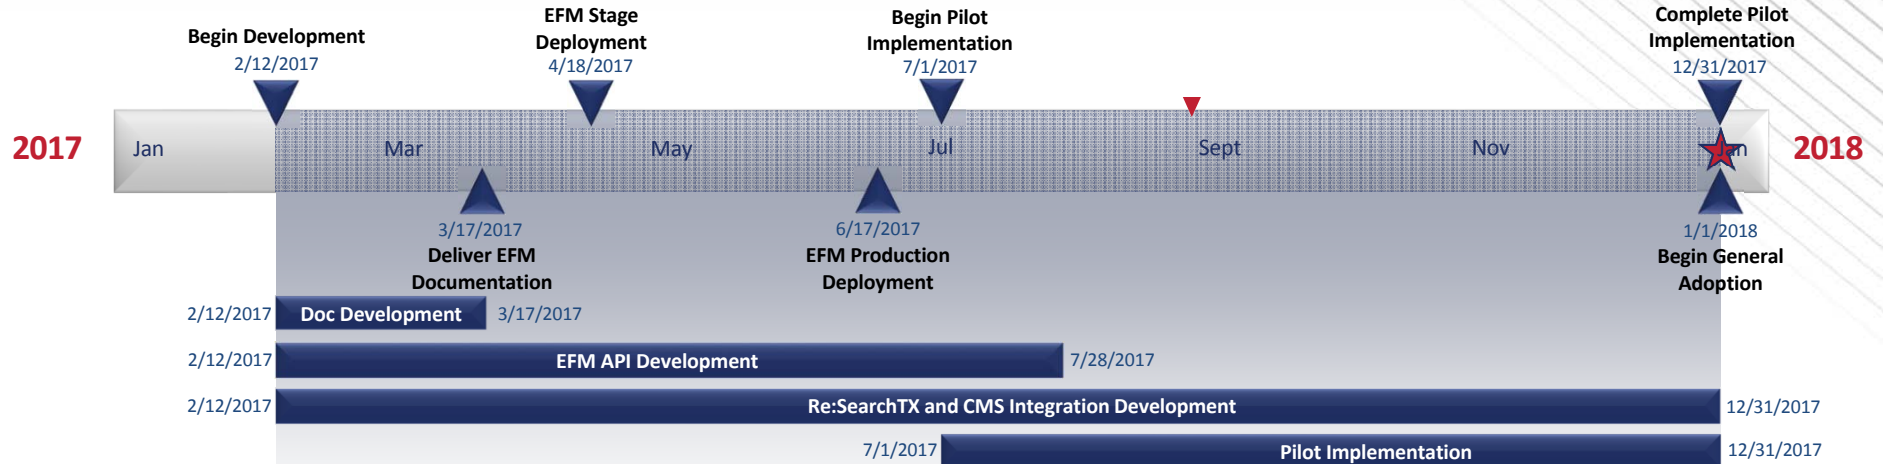 Begin Development
2/12/2017
EFM Stage
Deployment
4/18/2017
Begin Pilot
Implementation
7/1/2017
Complete Pilot
Implementation
12/31/2017
2017
Jan
Mar
May
Jul
Sept
Nov
Jan
2018
3/17/2017
Deliver EFM
Documentation
6/17/2017
EFM Production
Deployment
1/1/2018
Begin General
Adoption
2/12/2017
Doc Development
3/17/2017
2/12/2017
EFM API Development
7/28/2017
2/12/2017
Re:SearchTX and CMS Integration Development
12/31/2017
7/1/2017
Pilot Implementation
12/31/2017